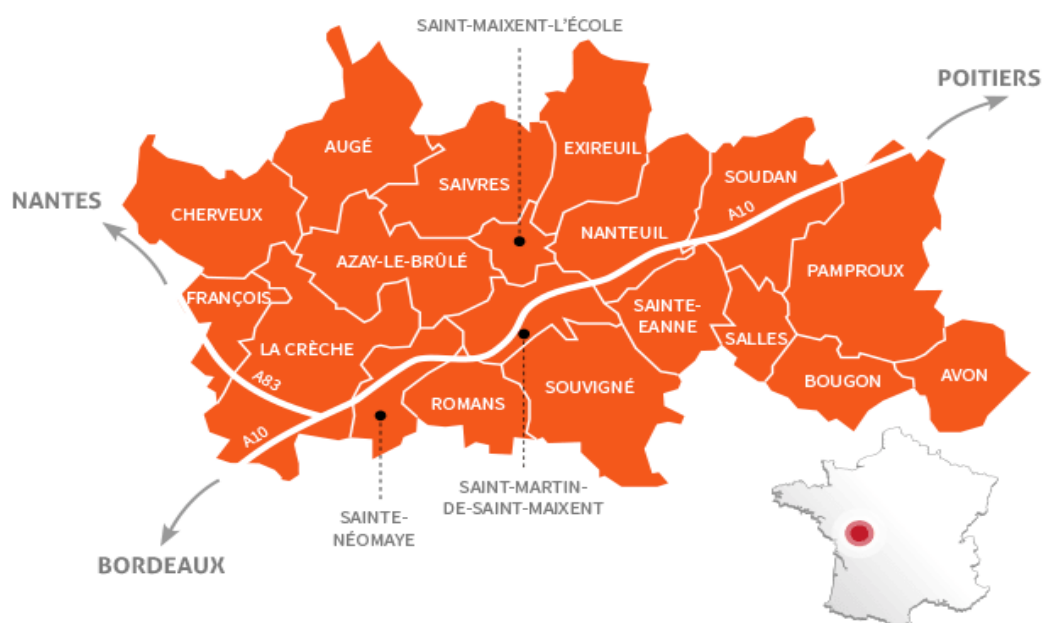 SAINT-MAIXENT-L'ÉCOLE
POITIERS
AUGÉ
EXIREUIL
SAIVRES
SOUDAN
NANTES
CHERVEUX
A10
NANTEUIL
AZAY-LE-BRÛLÉ
PAMPROUX
FRANÇOIS
SAINTE-
EANNE
SALLES
LA CRÈCHE
A83
SOUVIGNÉ
BOUGON
AVON
ROMANS
A10
SAINT-MARTIN-
DE-SAINT-MAIXENT
SAINTE-
NÉOMAYE
BORDEAUX